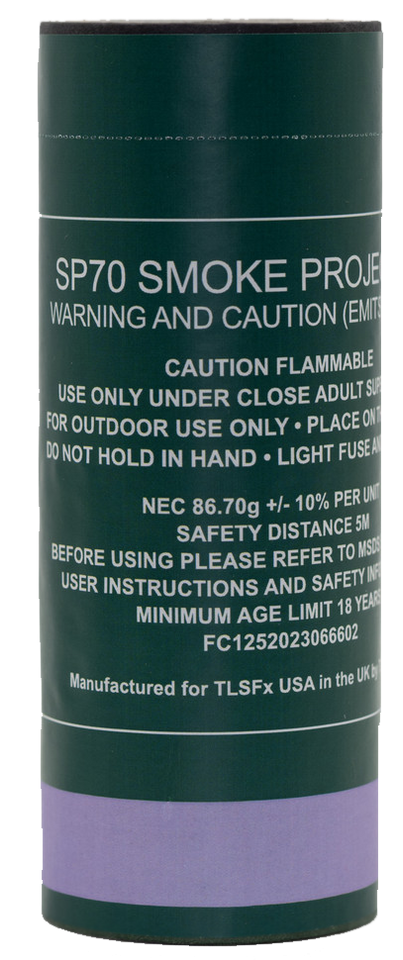 SP70 SMOKE PROJE
WARNING AND CAUTION (EMITS
CAUTION FLAMMABLE
USE ONLY UNDER CLOSE ADULT SUPE
FOR OUTDOOR USE ONLY • PLACE ON T
DO NOT HOLD IN HAND • LIGHT FUSE AN
NEC 86.70g +/- 10% PER UNIT
SAFETY DISTANCE 5M
BEFORE USING PLEASE REFER TO MSDS
USER INSTRUCTIONS AND SAFETY INFO
MINIMUM AGE LIMIT 18 YEARS
FC1252023066602
Manufactured for TLSFx USA in the UK by